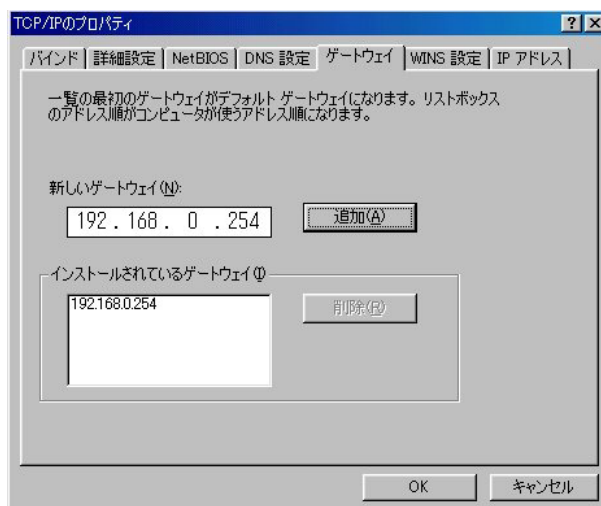 TCP/IPのプロパティ
バインド 詳細設定 NetBIOS DNS 設定 ゲートウェイ WINS 設定 IP アドレス
一覧の最初のゲートウェイがデフォルト ゲートウェイになります。リストボックス
のアドレス順がコンピュータが使うアドレス順になります。
新しいゲートウェイ(N):
192.168. 0 .254 追加(A)
インストールされているゲートウェイ(I)
192.168.0.254 削除(R)
OK キャンセル